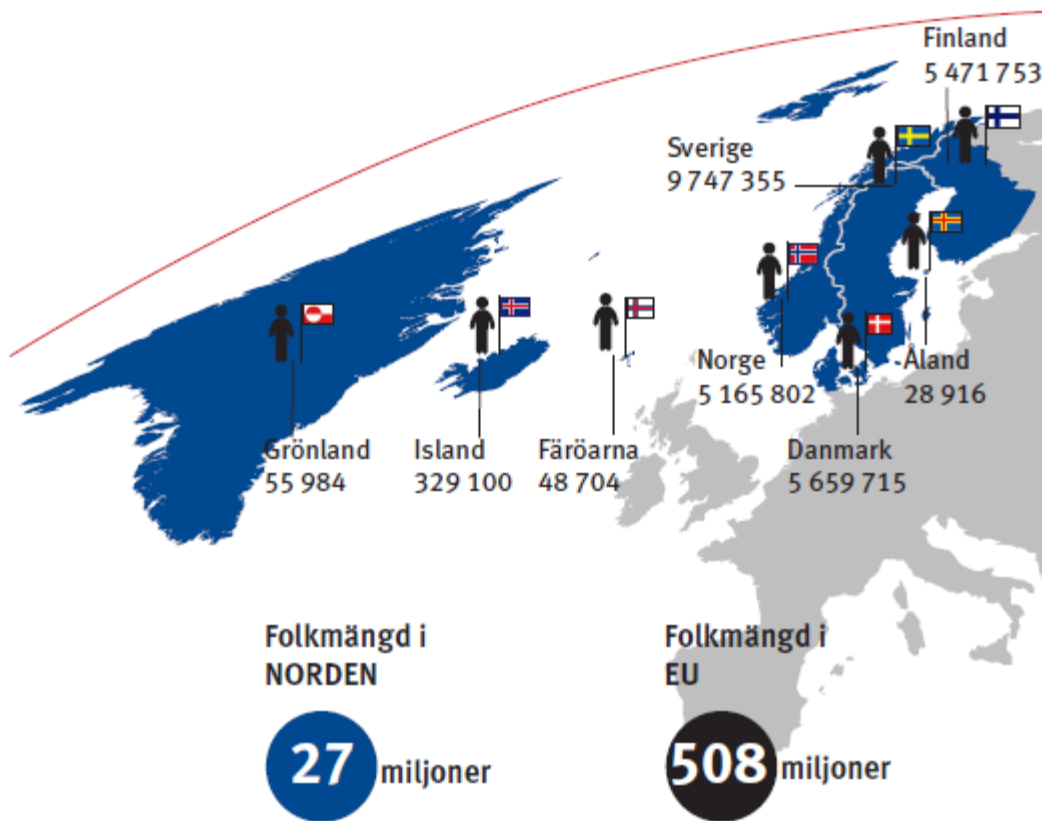 Finland
5 471 753
Sverige
9 747 355
Norge
5 165 802
Åland
28 916
Grönland
55 984
Island
329 100
Färöarna
48 704
Danmark
5 659 715
Folkmängd i
NORDEN
27 miljoner
Folkmängd i
EU
508 miljoner